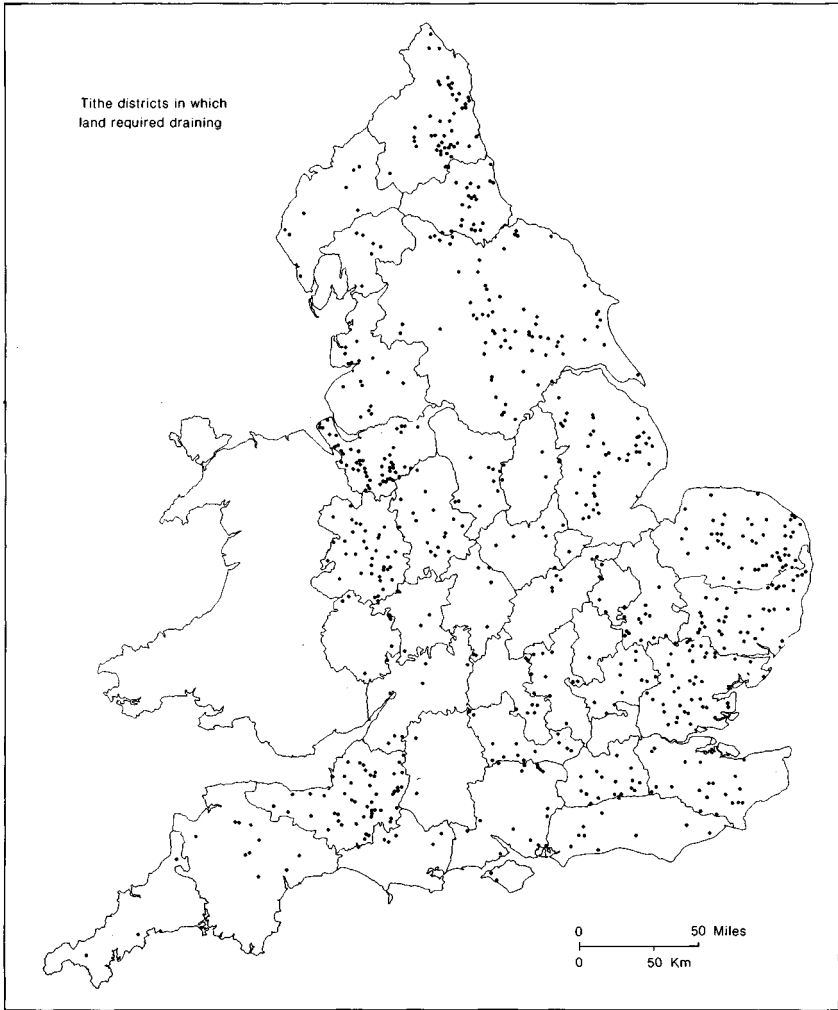 Tithe districts in which
land required draining
0 50 Miles
0 50 Km